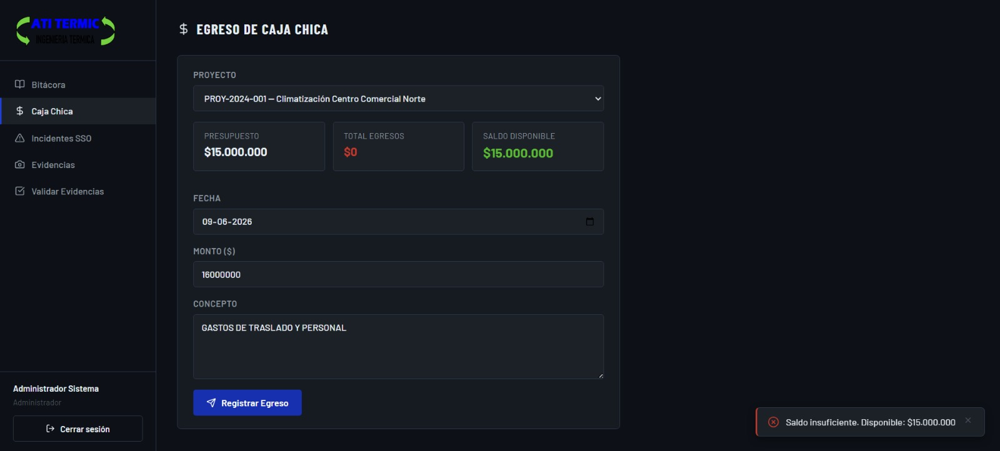 ATI TERMIC
INGENIERIA TERMICA
Bitácora
Caja Chica
Incidentes SSO
Evidencias
Validar Evidencias
Administrador Sistema
Administrador
Cerrar sesión
EGRESO DE CAJA CHICA
PROYECTO
PROY-2024-001 — Climatización Centro Comercial Norte
PRESUPUESTO
$15.000.000
TOTAL EGRESOS
$0
SALDO DISPONIBLE
$15.000.000
FECHA
09-06-2026
MONTO ($)
16000000
CONCEPTO
GASTOS DE TRASLADO Y PERSONAL
Registrar Egreso
Saldo insuficiente. Disponible: $15.000.000